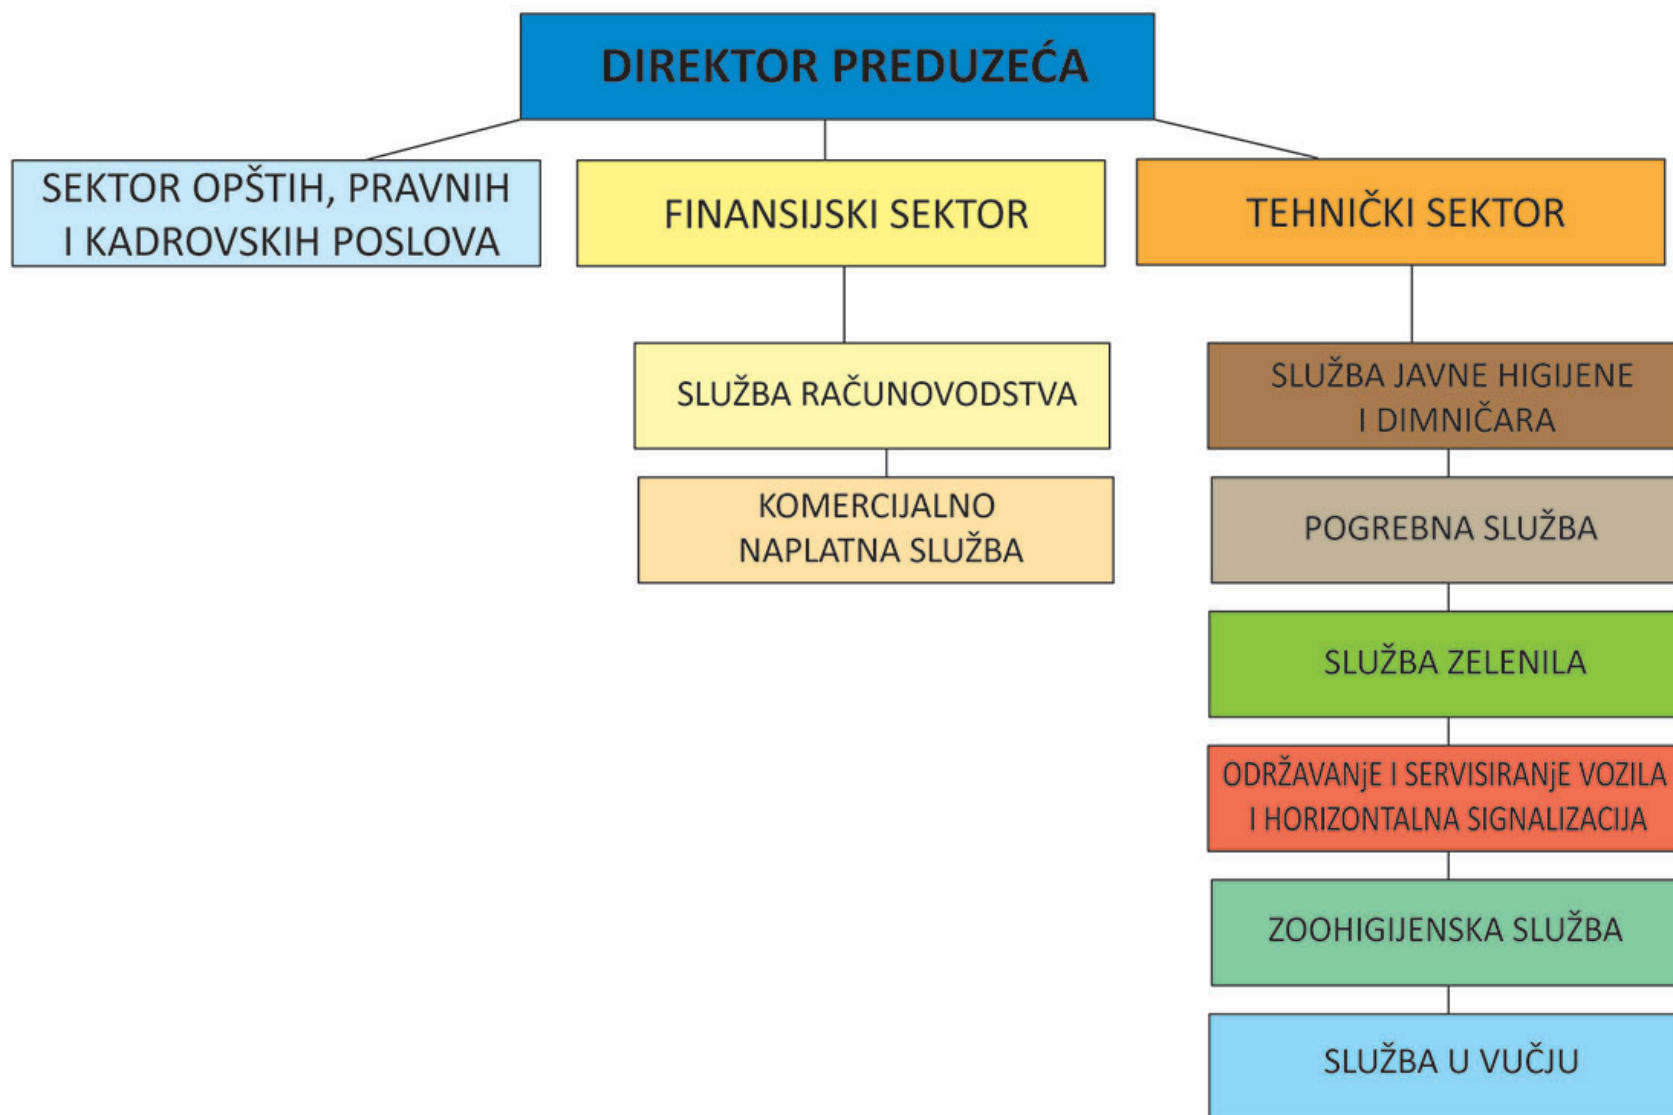 DIREKTOR PREDUZEĆA
SEKTOR OPŠTIH, PRAVNIH
I KADROVSKIH POSLOVA
FINANSIJSKI SEKTOR
TEHNIČKI SEKTOR
SLUŽBA RAČUNOVODSTVA
KOMERCIJALNO
NAPLATNA SLUŽBA
SLUŽBA JAVNE HIGIJENE
I DIMNIČARA
POGREBNA SLUŽBA
SLUŽBA ZELENILA
ODRŽAVANjE I SERVISIRANjE VOZILA
I HORIZONTALNA SIGNALIZACIJA
ZOOHIGIJENSKA SLUŽBA
SLUŽBA U VUČJU